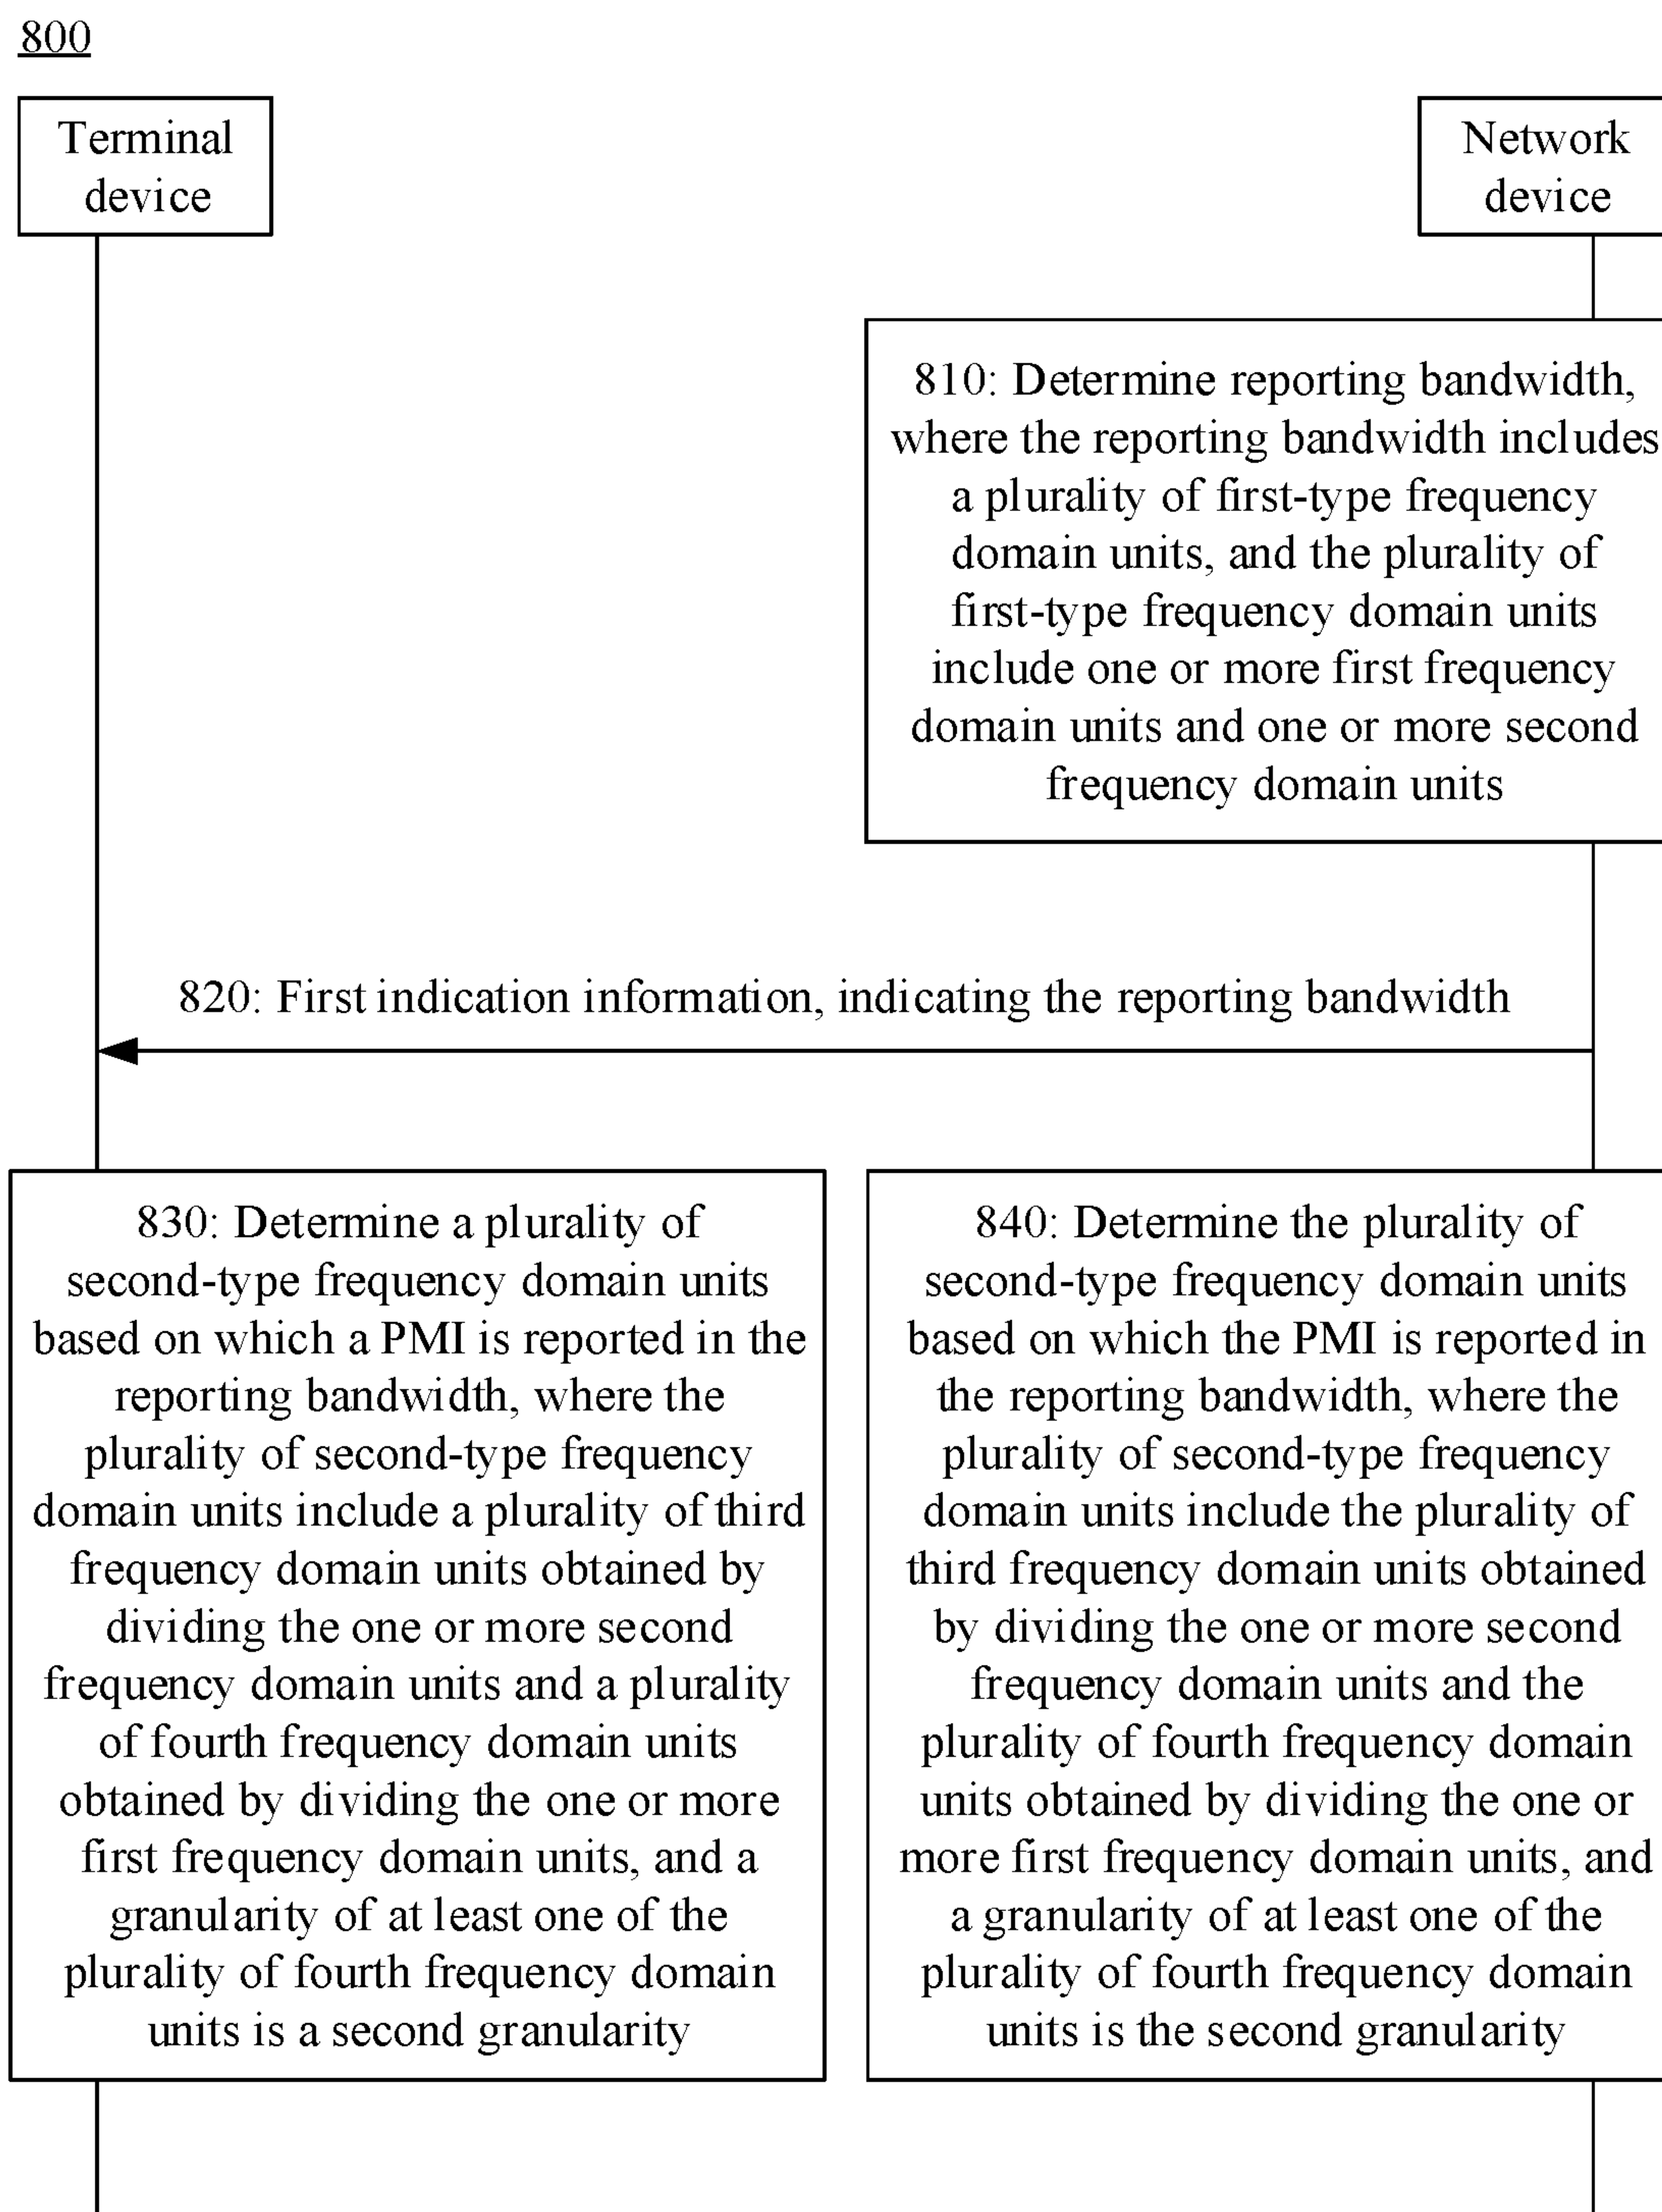 800
Terminal
device
Network
device
810: Determine reporting bandwidth,
where the reporting bandwidth includes
a plurality of first-type frequency
domain units, and the plurality of
first-type frequency domain units
include one or more first frequency
domain units and one or more second
frequency domain units
820: First indication information, indicating the reporting bandwidth
830: Determine a plurality of
second-type frequency domain units
based on which a PMI is reported in the
reporting bandwidth, where the
plurality of second-type frequency
domain units include a plurality of third
frequency domain units obtained by
dividing the one or more second
frequency domain units and a plurality
of fourth frequency domain units
obtained by dividing the one or more
first frequency domain units, and a
granularity of at least one of the
plurality of fourth frequency domain
units is a second granularity
840: Determine the plurality of
second-type frequency domain units
based on which the PMI is reported in
the reporting bandwidth, where the
plurality of second-type frequency
domain units include the plurality of
third frequency domain units obtained
by dividing the one or more second
frequency domain units and the
plurality of fourth frequency domain
units obtained by dividing the one or
more first frequency domain units, and
a granularity of at least one of the
plurality of fourth frequency domain
units is the second granularity